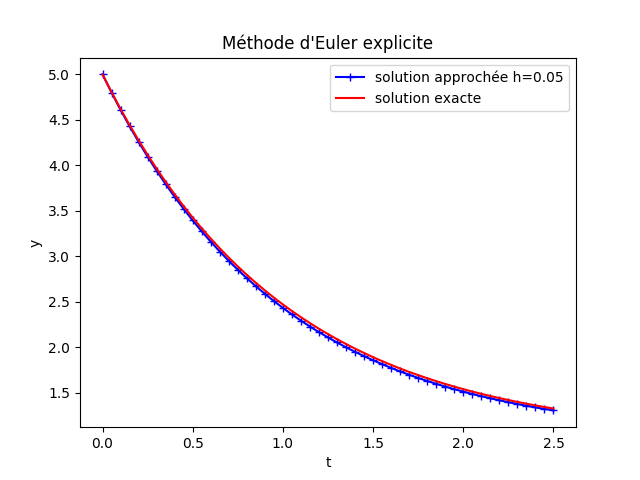 Méthode d'Euler explicite
solution approchée h=0.05
solution exacte
5.0
4.5
4.0
3.5
3.0
2.5
2.0
1.5
y
0.0 0.5 1.0 1.5 2.0 2.5
t